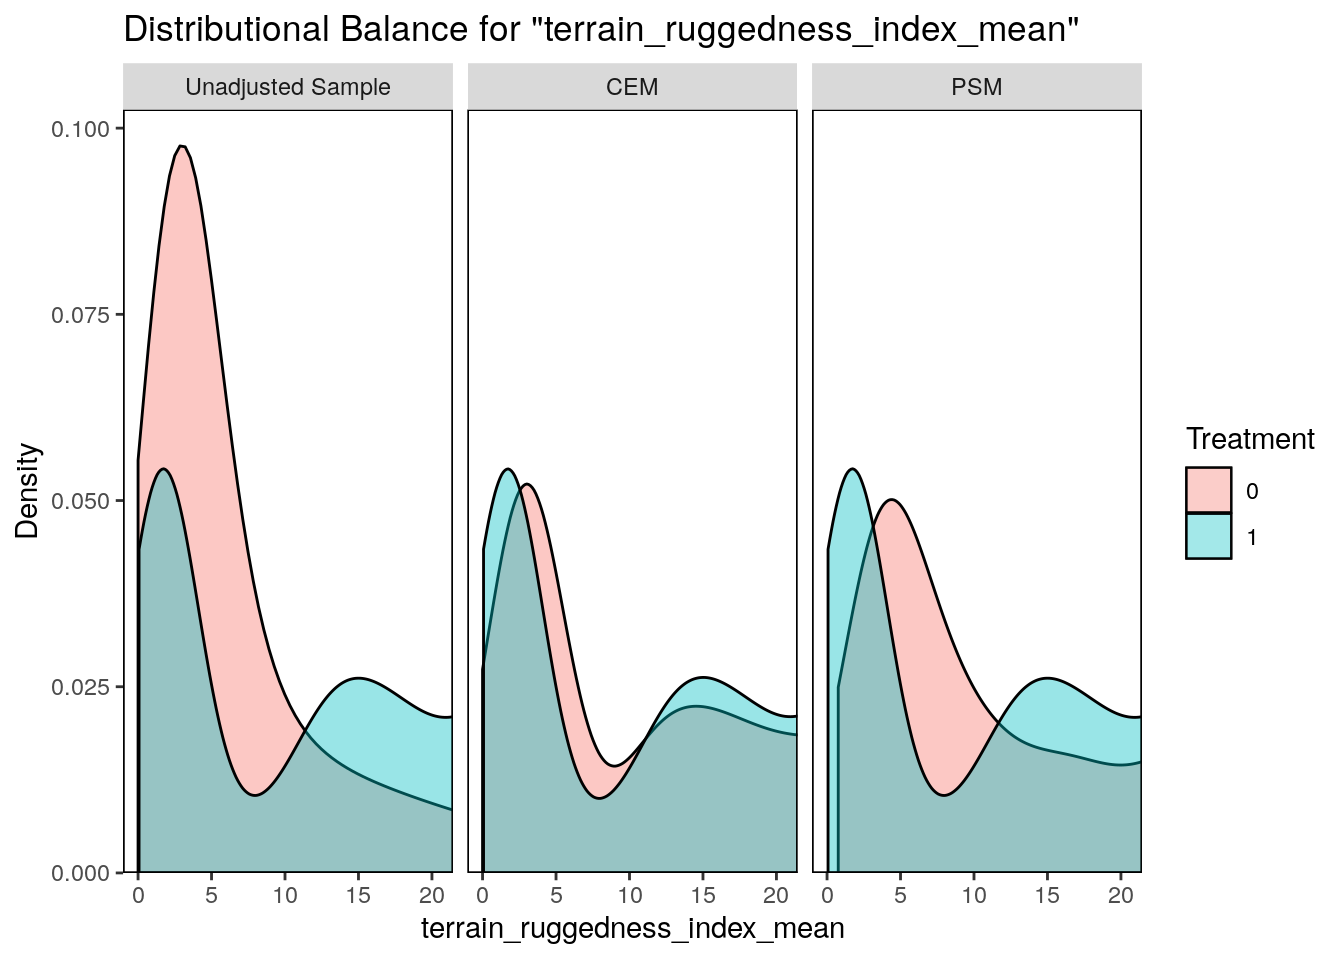 Distributional Balance for "terrain_ruggedness_index_mean"
Unadjusted Sample
CEM
PSM
0.100
0.075
0.050
0.025
0.000
Density
0 5 10 15 20
0 5 10 15 20
0 5 10 15 20
terrain_ruggedness_index_mean
Treatment
0
1